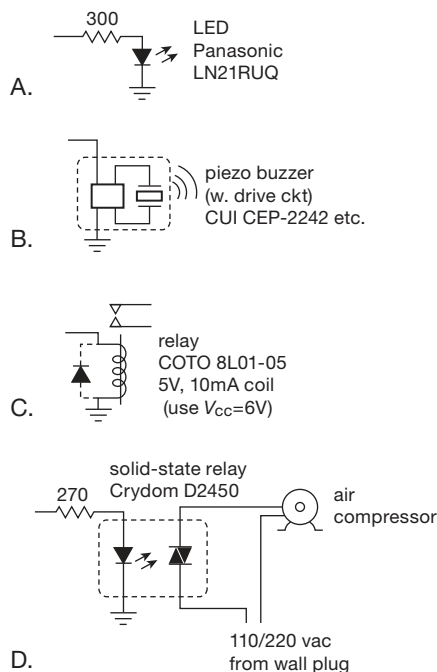 300
LED
Panasonic
LN21RUQ
A.
piezo buzzer
(w. drive ckt)
CUI CEP-2242 etc.
B.
relay
COTO 8L01-05
5V, 10mA coil
(use Vcc=6V)
C.
solid-state relay
Crydom D2450
270
air
compressor
110/220 vac
from wall plug
D.